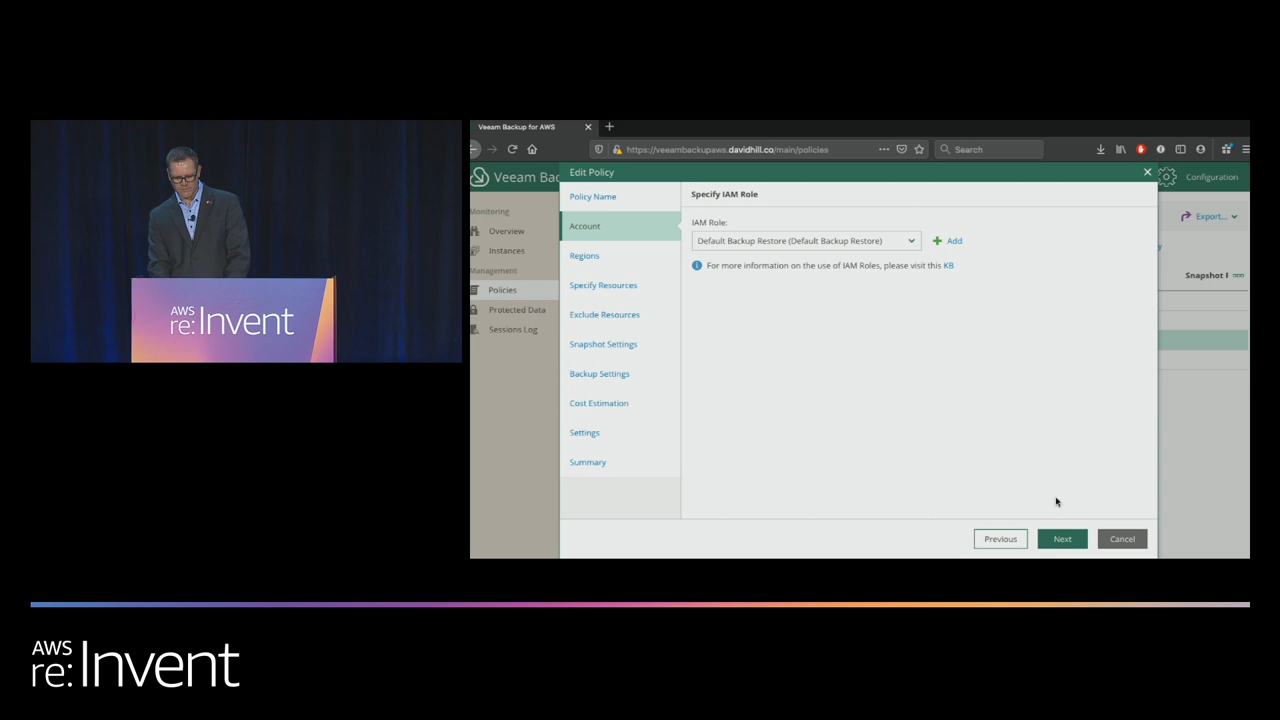 AWS
re:Invent
Veeam Backup for AWS
https://veeambackupaws.davidhill.co/main/policies
Search
Veeam Bac
Configuration
Edit Policy
Monitoring
Overview
Instances
Management
Policies
Protected Data
Sessions Log
Policy Name
Account
Regions
Specify Resources
Exclude Resources
Snapshot Settings
Backup Settings
Cost Estimation
Settings
Summary
Specify IAM Role
IAM Role:
Default Backup Restore (Default Backup Restore)
Add
For more information on the use of IAM Roles, please visit this KB
Export...
Snapshot
Previous
Next
Cancel
AWS
re:Invent